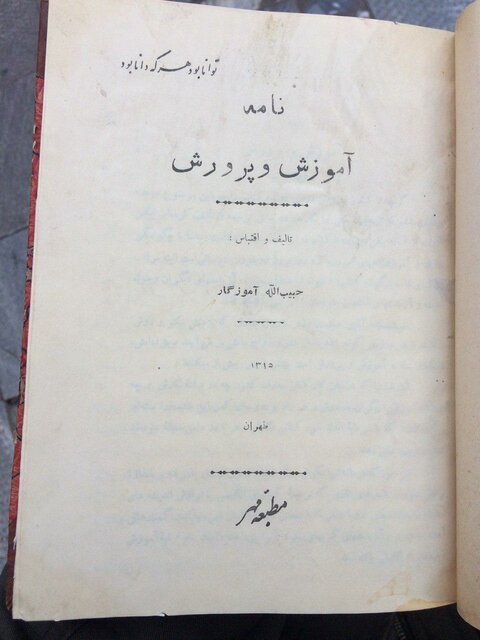 توانا بود هر که دانا بود
نامه
آموزش و پرورش
تالیف و اقتباس :
حبیب‌الله آموزگار
۱۳۱۵
طهران
مطبعه مهر